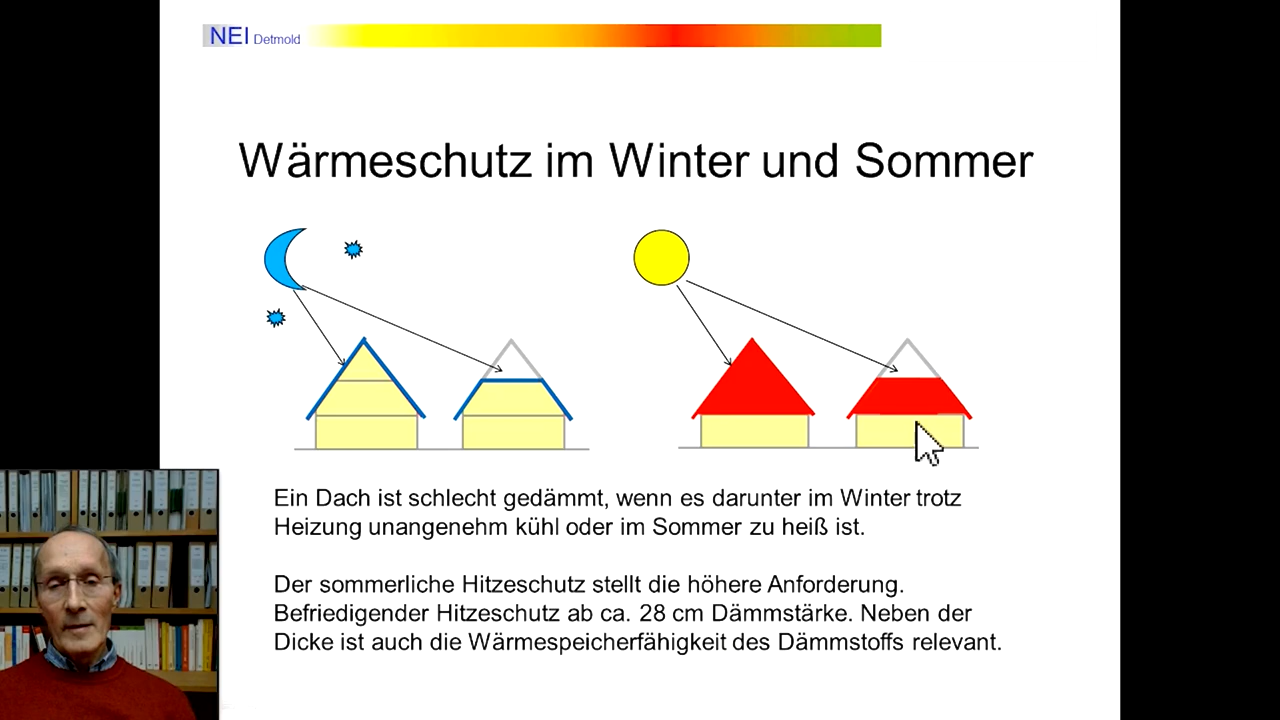 NEI Detmold
Wärmeschutz im Winter und Sommer
Ein Dach ist schlecht gedämmt, wenn es darunter im Winter trotz
Heizung unangenehm kühl oder im Sommer zu heiß ist.
Der sommerliche Hitzeschutz stellt die höhere Anforderung.
Befriedigender Hitzeschutz ab ca. 28 cm Dämmstärke. Neben der
Dicke ist auch die Wärmespeicherfähigkeit des Dämmstoffs relevant.